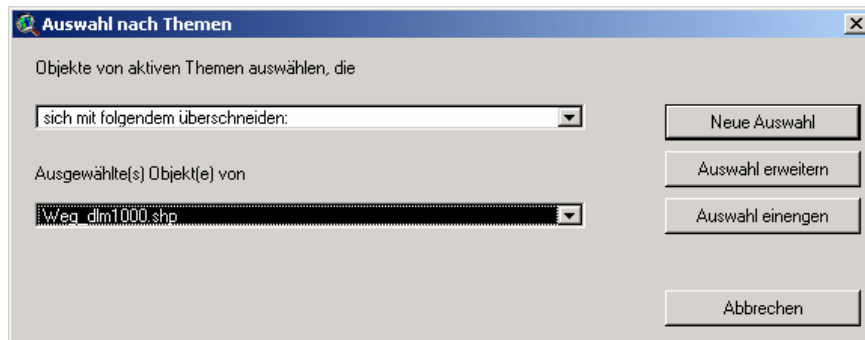 Auswahl nach Themen
Objekte von aktiven Themen auswählen, die
sich mit folgendem überschneiden:
Neue Auswahl
Ausgewählte(s) Objekt(e) von
Auswahl erweitern
Weg_dlm1000.shp
Auswahl einengen
Abbrechen